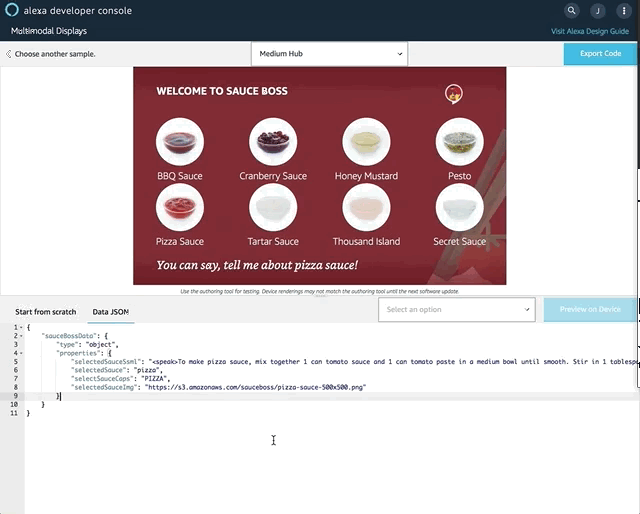 alexa developer console
J
Multimodal Displays
Visit Alexa Design Guide
Choose another sample.
Medium Hub
Export Code
WELCOME TO SAUCE BOSS
BBQ Sauce
Cranberry Sauce
Honey Mustard
Pesto
Pizza Sauce
Tartar Sauce
Thousand Island
Secret Sauce
You can say, tell me about pizza sauce!
Use the authoring tool for testing. Device renderings may not match the authoring tool until the next software update.
Start from scratch
Data JSON
Select an option
Preview on Device
1 {
2 "sauceBossData": {
3 "type": "object",
4 "properties": {
5 "selectedSauceSsml": "<speak>To make pizza sauce, mix together 1 can tomato sauce and 1 can tomato paste in a medium bowl until smooth. Stir in 1 tablesp
6 "selectedSauce": "pizza",
7 "selectSauceCaps": "PIZZA",
8 "selectedSauceImg": "https://s3.amazonaws.com/sauceboss/pizza-sauce-500x500.png"
9 }
10 }
11 }